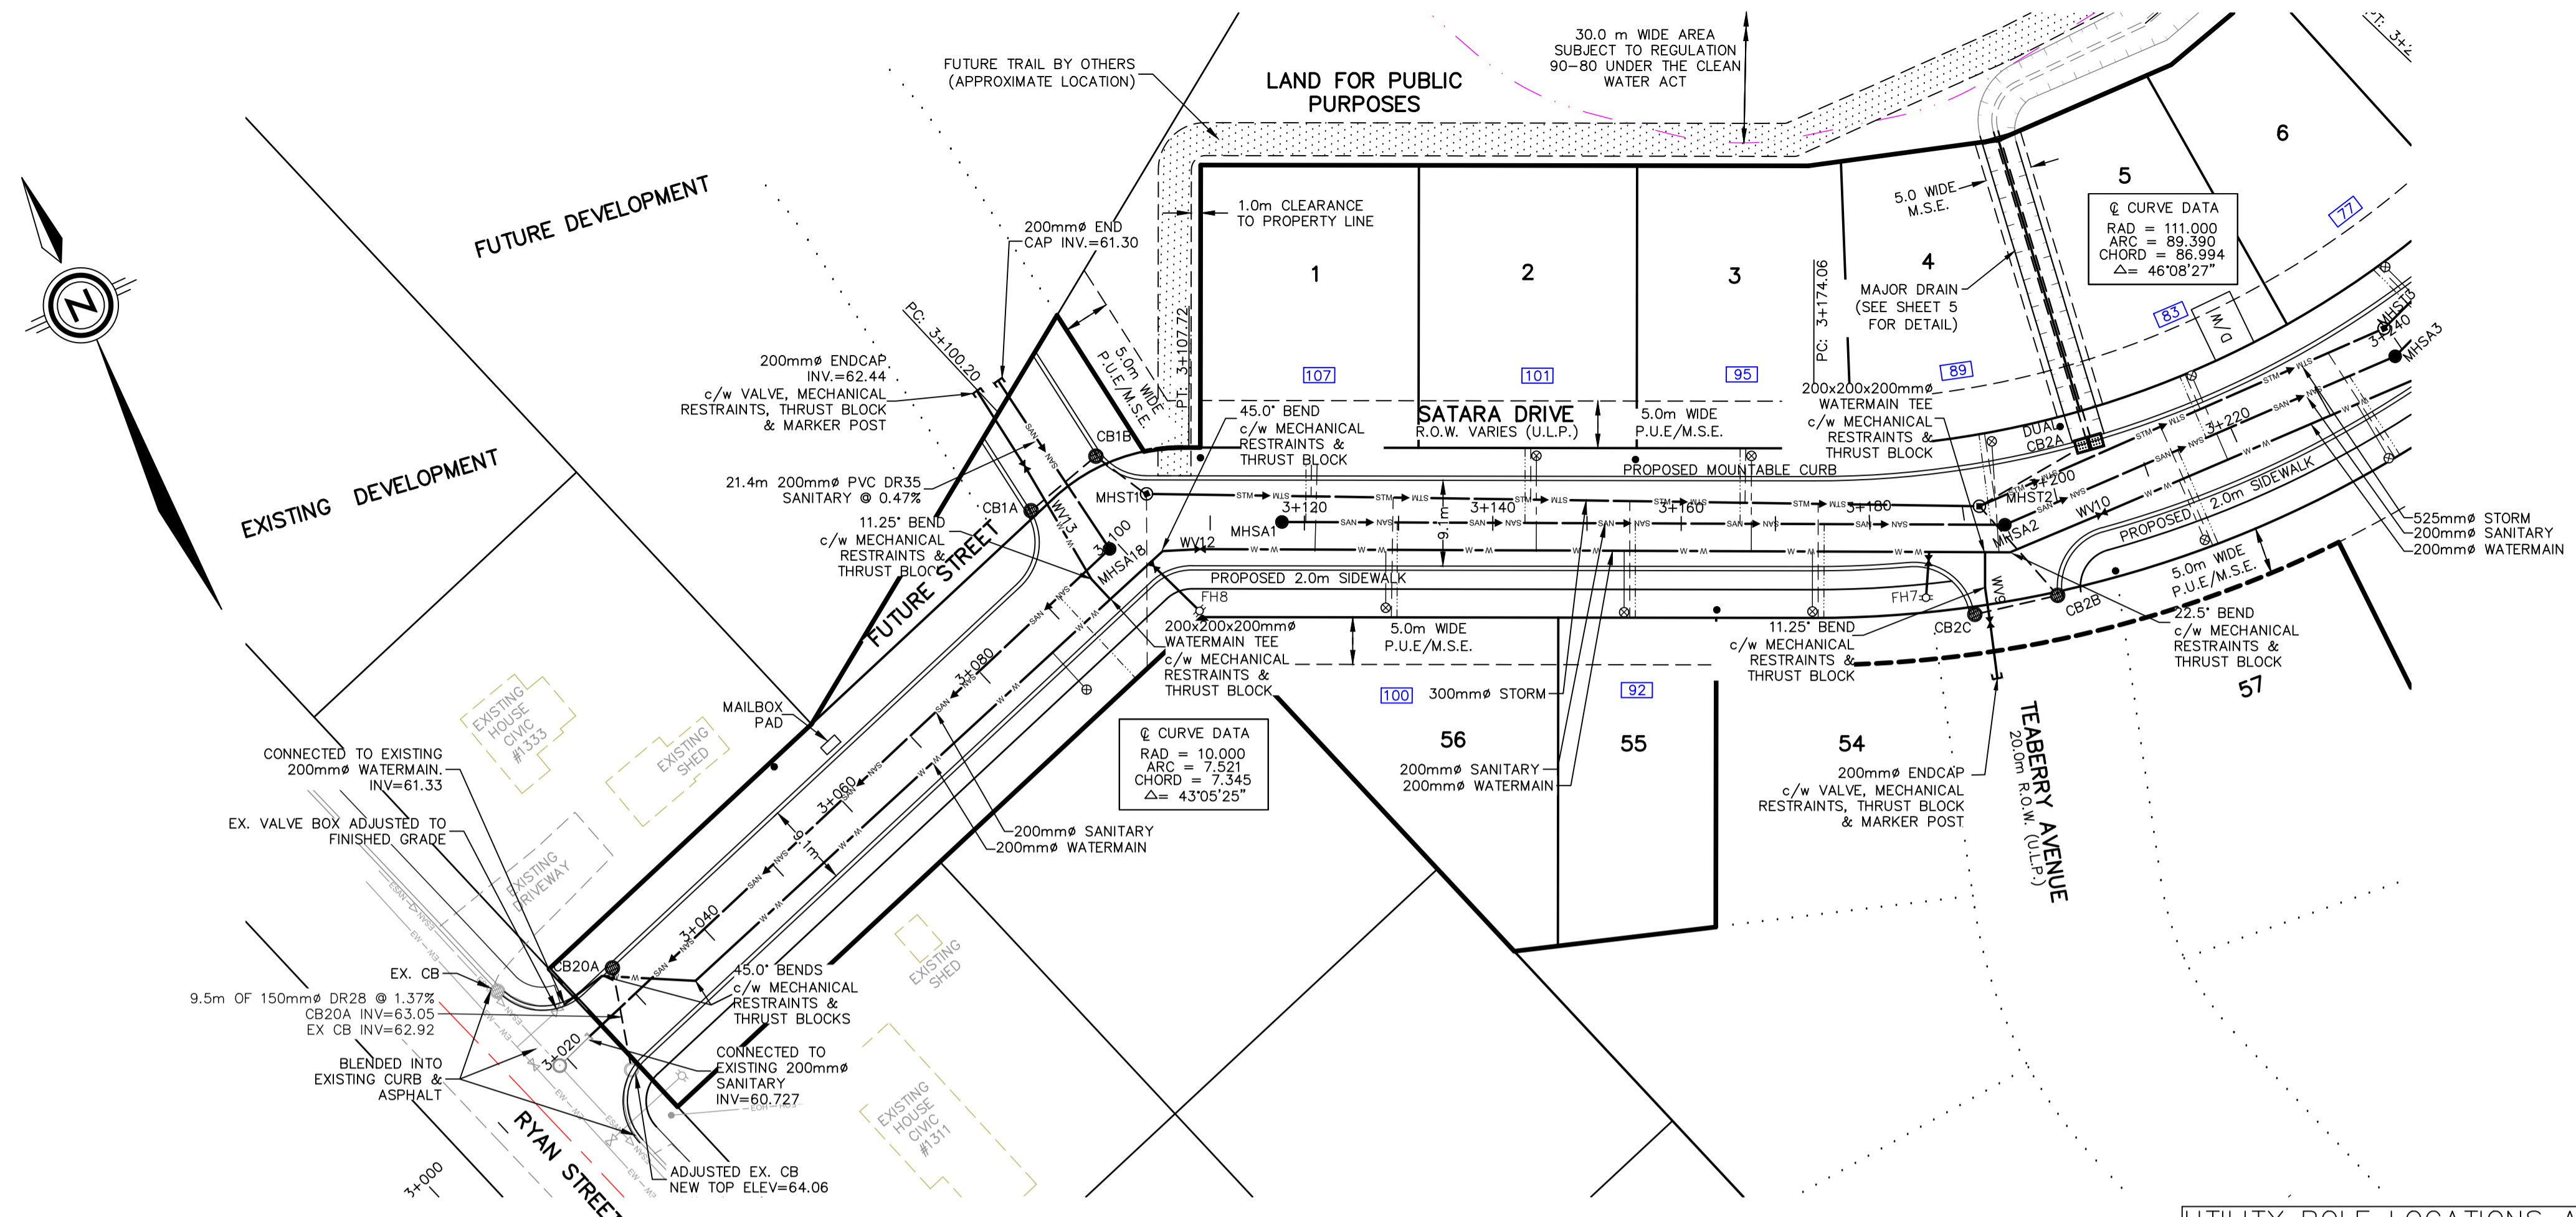 30.0 m WIDE AREA
SUBJECT TO REGULATION
90-80 UNDER THE CLEAN
WATER ACT
FUTURE TRAIL BY OTHERS
(APPROXIMATE LOCATION)
LAND FOR PUBLIC
PURPOSES
FUTURE DEVELOPMENT
EXISTING DEVELOPMENT
N
1.0m CLEARANCE
TO PROPERTY LINE
200mmø END
CAP INV.=61.30
PC: 3+100.20
200mmø ENDCAP
INV.=62.44
c/w VALVE, MECHANICAL
RESTRAINTS, THRUST BLOCK
& MARKER POST
5.0m WIDE
P.U.E/M.S.E.
PT: 3+107.72
1
2
3
4
5
6
107
101
95
89
83
77
PC: 3+174.06
5.0 WIDE
M.S.E.
MAJOR DRAIN
(SEE SHEET 5
FOR DETAIL)
℄ CURVE DATA
RAD = 111.000
ARC = 89.390
CHORD = 86.994
△= 46°08'27"
D/W
MHST3
3+240
MHSA3
45.0° BEND
c/w MECHANICAL
RESTRAINTS &
THRUST BLOCK
SATARA DRIVE
R.O.W. VARIES (U.L.P.)
5.0m WIDE
P.U.E/M.S.E.
200x200x200mmø
WATERMAIN TEE
c/w MECHANICAL
RESTRAINTS &
THRUST BLOCK
DUAL
CB2A
PROPOSED MOUNTABLE CURB
CB1B
21.4m 200mmø PVC DR35
SANITARY @ 0.47%
CB1A
MHST1
WV13
11.25° BEND
c/w MECHANICAL
RESTRAINTS &
THRUST BLOCK
FUTURE STREET
3+100
MHSA18
WV12
MHSA1
3+120
3+140
3+160
3+180
3+200
3+220
9.1m
MHST2
MHSA2
WV10
PROPOSED 2.0m SIDEWALK
525mmø STORM
200mmø SANITARY
200mmø WATERMAIN
PROPOSED 2.0m SIDEWALK
FH8
FH7
WV9
CB2C
CB2B
5.0m WIDE
P.U.E/M.S.E.
22.5° BEND
c/w MECHANICAL
RESTRAINTS &
THRUST BLOCK
200x200x200mmø
WATERMAIN TEE
c/w MECHANICAL
RESTRAINTS &
THRUST BLOCK
5.0m WIDE
P.U.E/M.S.E.
11.25° BEND
c/w MECHANICAL
RESTRAINTS &
THRUST BLOCK
100
300mmø STORM
92
56
55
54
57
200mmø SANITARY
200mmø WATERMAIN
200mmø ENDCAP
c/w VALVE, MECHANICAL
RESTRAINTS, THRUST BLOCK
& MARKER POST
TEABERRY AVENUE
20.0m R.O.W. (U.L.P.)
℄ CURVE DATA
RAD = 10.000
ARC = 7.521
CHORD = 7.345
△= 43°05'25"
3+080
3+060
3+040
3+020
3+000
9.1m
200mmø SANITARY
200mmø WATERMAIN
MAILBOX
PAD
EXISTING
HOUSE
CIVIC
#1333
EXISTING
SHED
EXISTING
DRIVEWAY
CONNECTED TO EXISTING
200mmø WATERMAIN.
INV=61.33
EX. VALVE BOX ADJUSTED TO
FINISHED GRADE
CB20A
EX. CB
9.5m OF 150mmø DR28 @ 1.37%
CB20A INV=63.05
EX CB INV=62.92
BLENDED INTO
EXISTING CURB &
ASPHALT
45.0° BENDS
c/w MECHANICAL
RESTRAINTS &
THRUST BLOCKS
EXISTING
SHED
CONNECTED TO
EXISTING 200mmø
SANITARY
INV=60.727
EXISTING
HOUSE
CIVIC
#1311
ADJUSTED EX. CB
NEW TOP ELEV=64.06
RYAN STREET